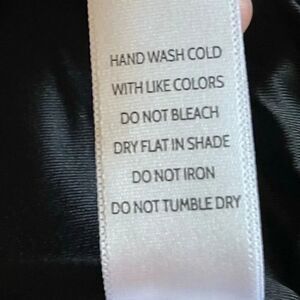 HAND WASH COLD
WITH LIKE COLORS
DO NOT BLEACH
DRY FLAT IN SHADE
DO NOT IRON
DO NOT TUMBLE DRY